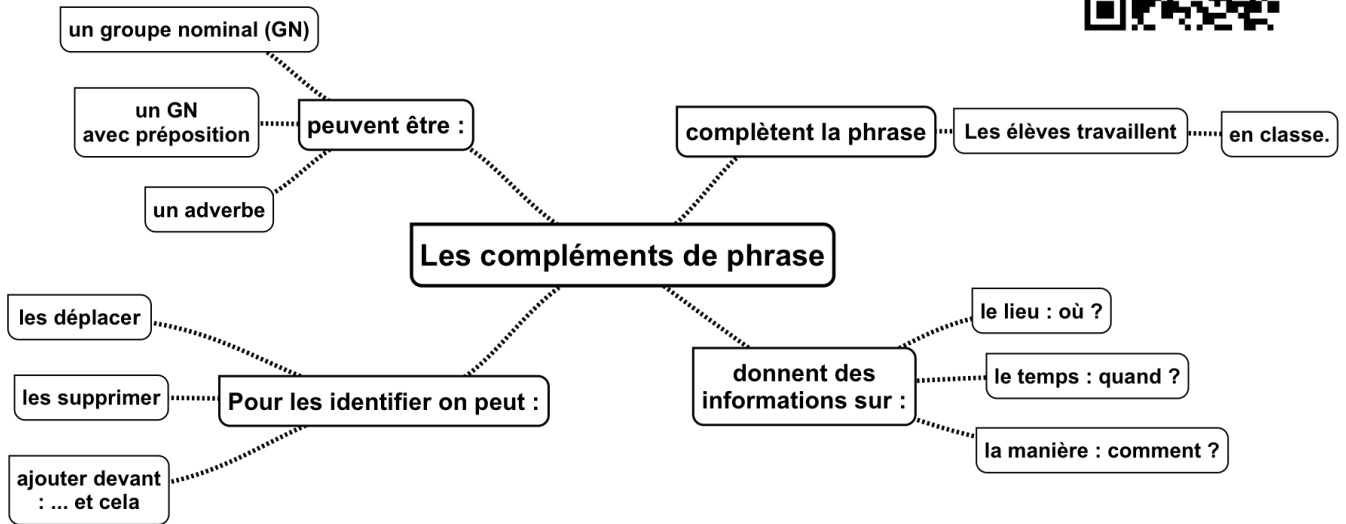 un groupe nominal (GN)
un GN
avec préposition
un adverbe
peuvent être :
complètent la phrase
Les élèves travaillent
en classe.
Les compléments de phrase
les déplacer
les supprimer
ajouter devant
: ... et cela
Pour les identifier on peut :
donnent des
informations sur :
le lieu : où ?
le temps : quand ?
la manière : comment ?